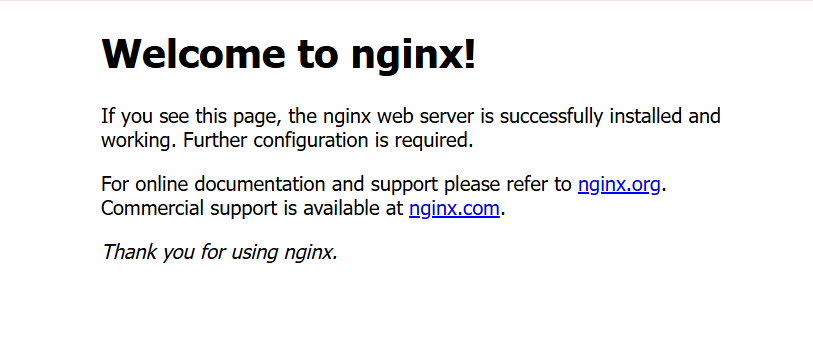 Welcome to nginx!
If you see this page, the nginx web server is successfully installed and
working. Further configuration is required.
For online documentation and support please refer to nginx.org.
Commercial support is available at nginx.com.
Thank you for using nginx.